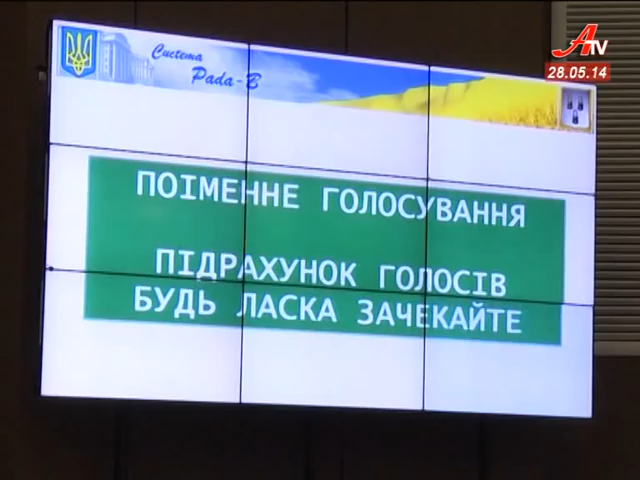 Система
Рада-В
ATV
28.05.14
ПОІМЕННЕ ГОЛОСУВАННЯ
ПІДРАХУНОК ГОЛОСІВ
БУДЬ ЛАСКА ЗАЧЕКАЙТЕ